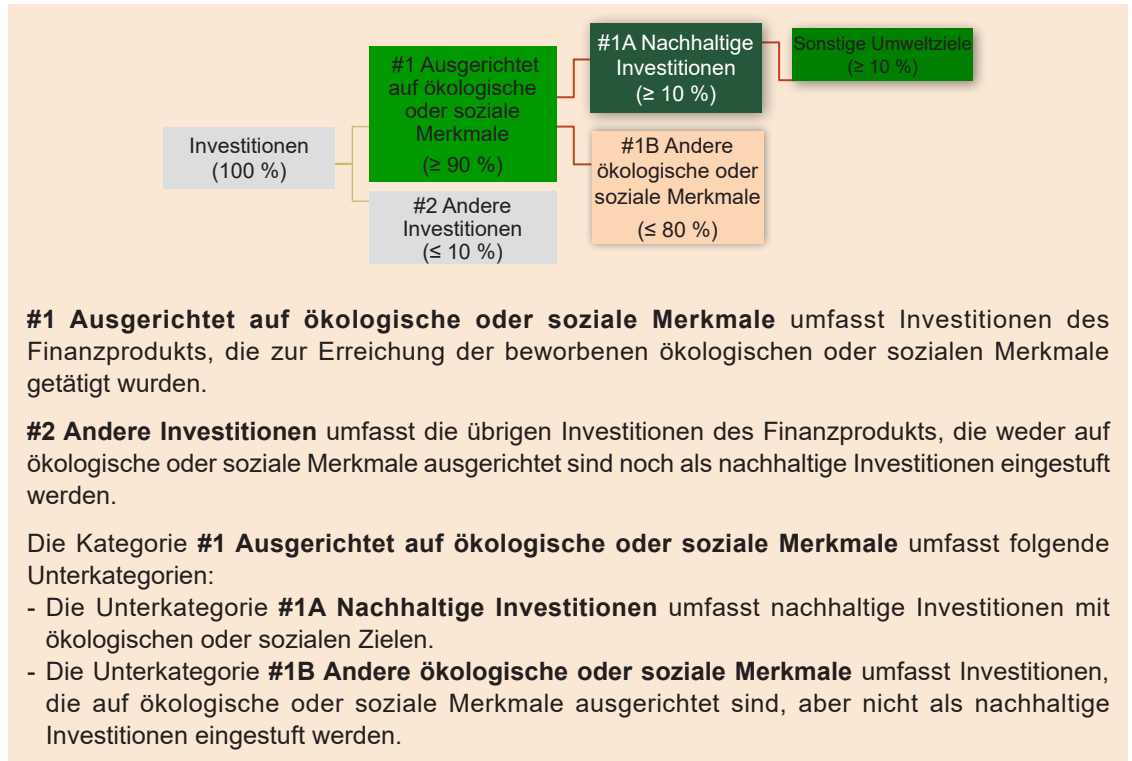 #1 Ausgerichtet
auf ökologische
oder soziale
Merkmale
(≥ 90 %)
#1A Nachhaltige
Investitionen
(≥ 10 %)
Sonstige Umweltziele
(≥ 10 %)
Investitionen
(100 %)
#1B Andere
ökologische oder
soziale Merkmale
(≤ 80 %)
#2 Andere
Investitionen
(≤ 10 %)
#1 Ausgerichtet auf ökologische oder soziale Merkmale umfasst Investitionen des
Finanzprodukts, die zur Erreichung der beworbenen ökologischen oder sozialen Merkmale
getätigt wurden.
#2 Andere Investitionen umfasst die übrigen Investitionen des Finanzprodukts, die weder auf
ökologische oder soziale Merkmale ausgerichtet sind noch als nachhaltige Investitionen eingestuft
werden.
Die Kategorie #1 Ausgerichtet auf ökologische oder soziale Merkmale umfasst folgende
Unterkategorien:
- Die Unterkategorie #1A Nachhaltige Investitionen umfasst nachhaltige Investitionen mit
ökologischen oder sozialen Zielen.
- Die Unterkategorie #1B Andere ökologische oder soziale Merkmale umfasst Investitionen,
die auf ökologische oder soziale Merkmale ausgerichtet sind, aber nicht als nachhaltige
Investitionen eingestuft werden.